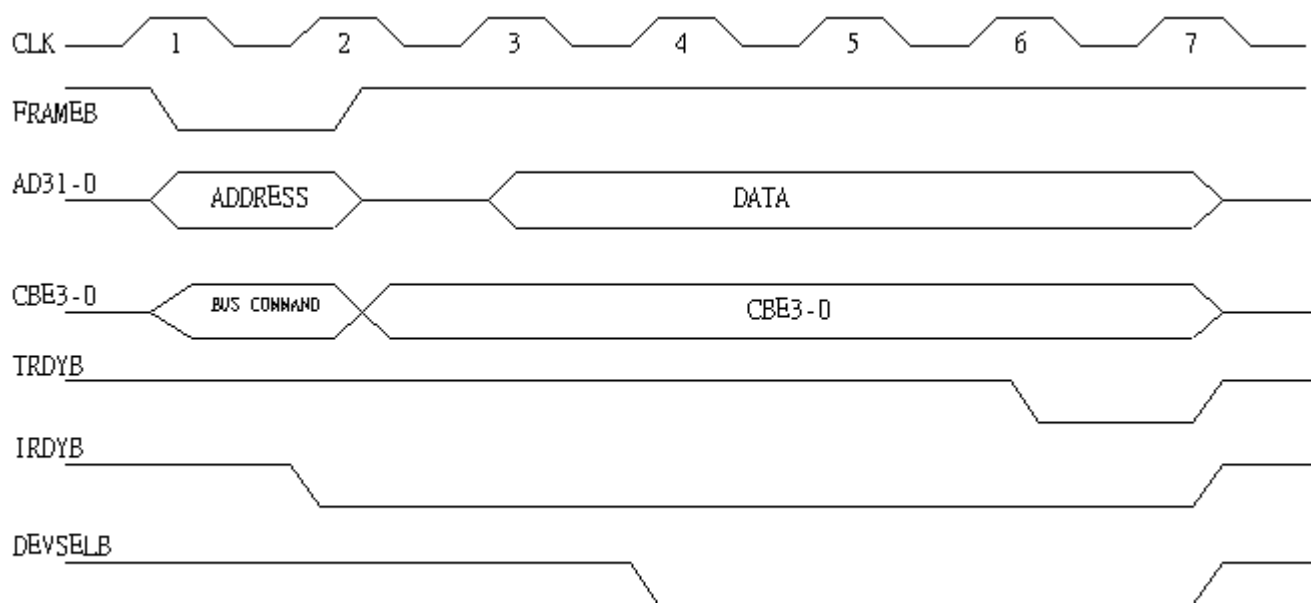 CLK 1 2 3 4 5 6 7
FRAMEB
AD31-0 ADDRESS DATA
CBE3-0 BUS COMMAND CBE3-0
TRDYB
IRDYB
DEVSELB